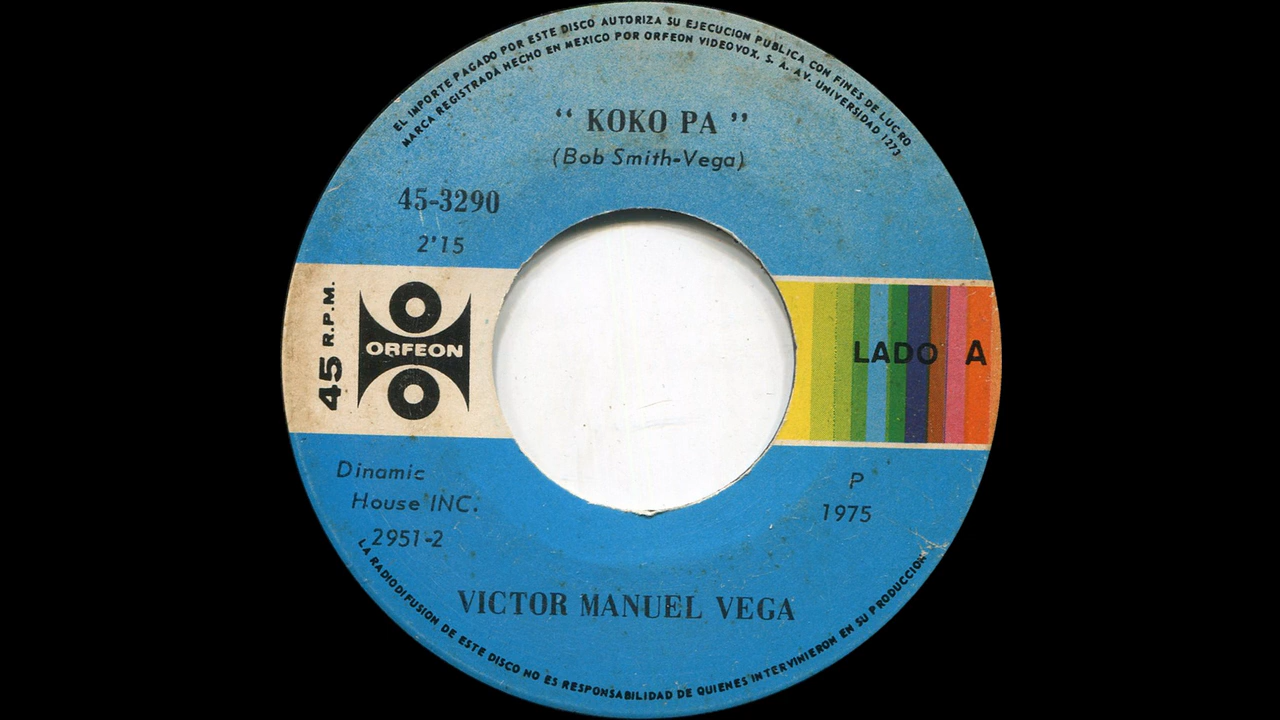 EL IMPORTE PAGADO POR ESTE DISCO AUTORIZA SU EJECUCION PUBLICA CON FINES DE LUCRO
MARCA REGISTRADA HECHO EN MEXICO POR ORFEON VIDEOVOX, S. A. AV. UNIVERSIDAD 1273
“ KOKO PA ”
(Bob Smith-Vega)
45-3290
2'15
45 R.P.M.
ORFEON
LADO A
Dinamic
House INC.
2951-2
P
1975
VICTOR MANUEL VEGA
LA RADIODIFUSION DE ESTE DISCO NO ES RESPONSABILIDAD DE QUIENES INTERVINIERON EN SU PRODUCCION